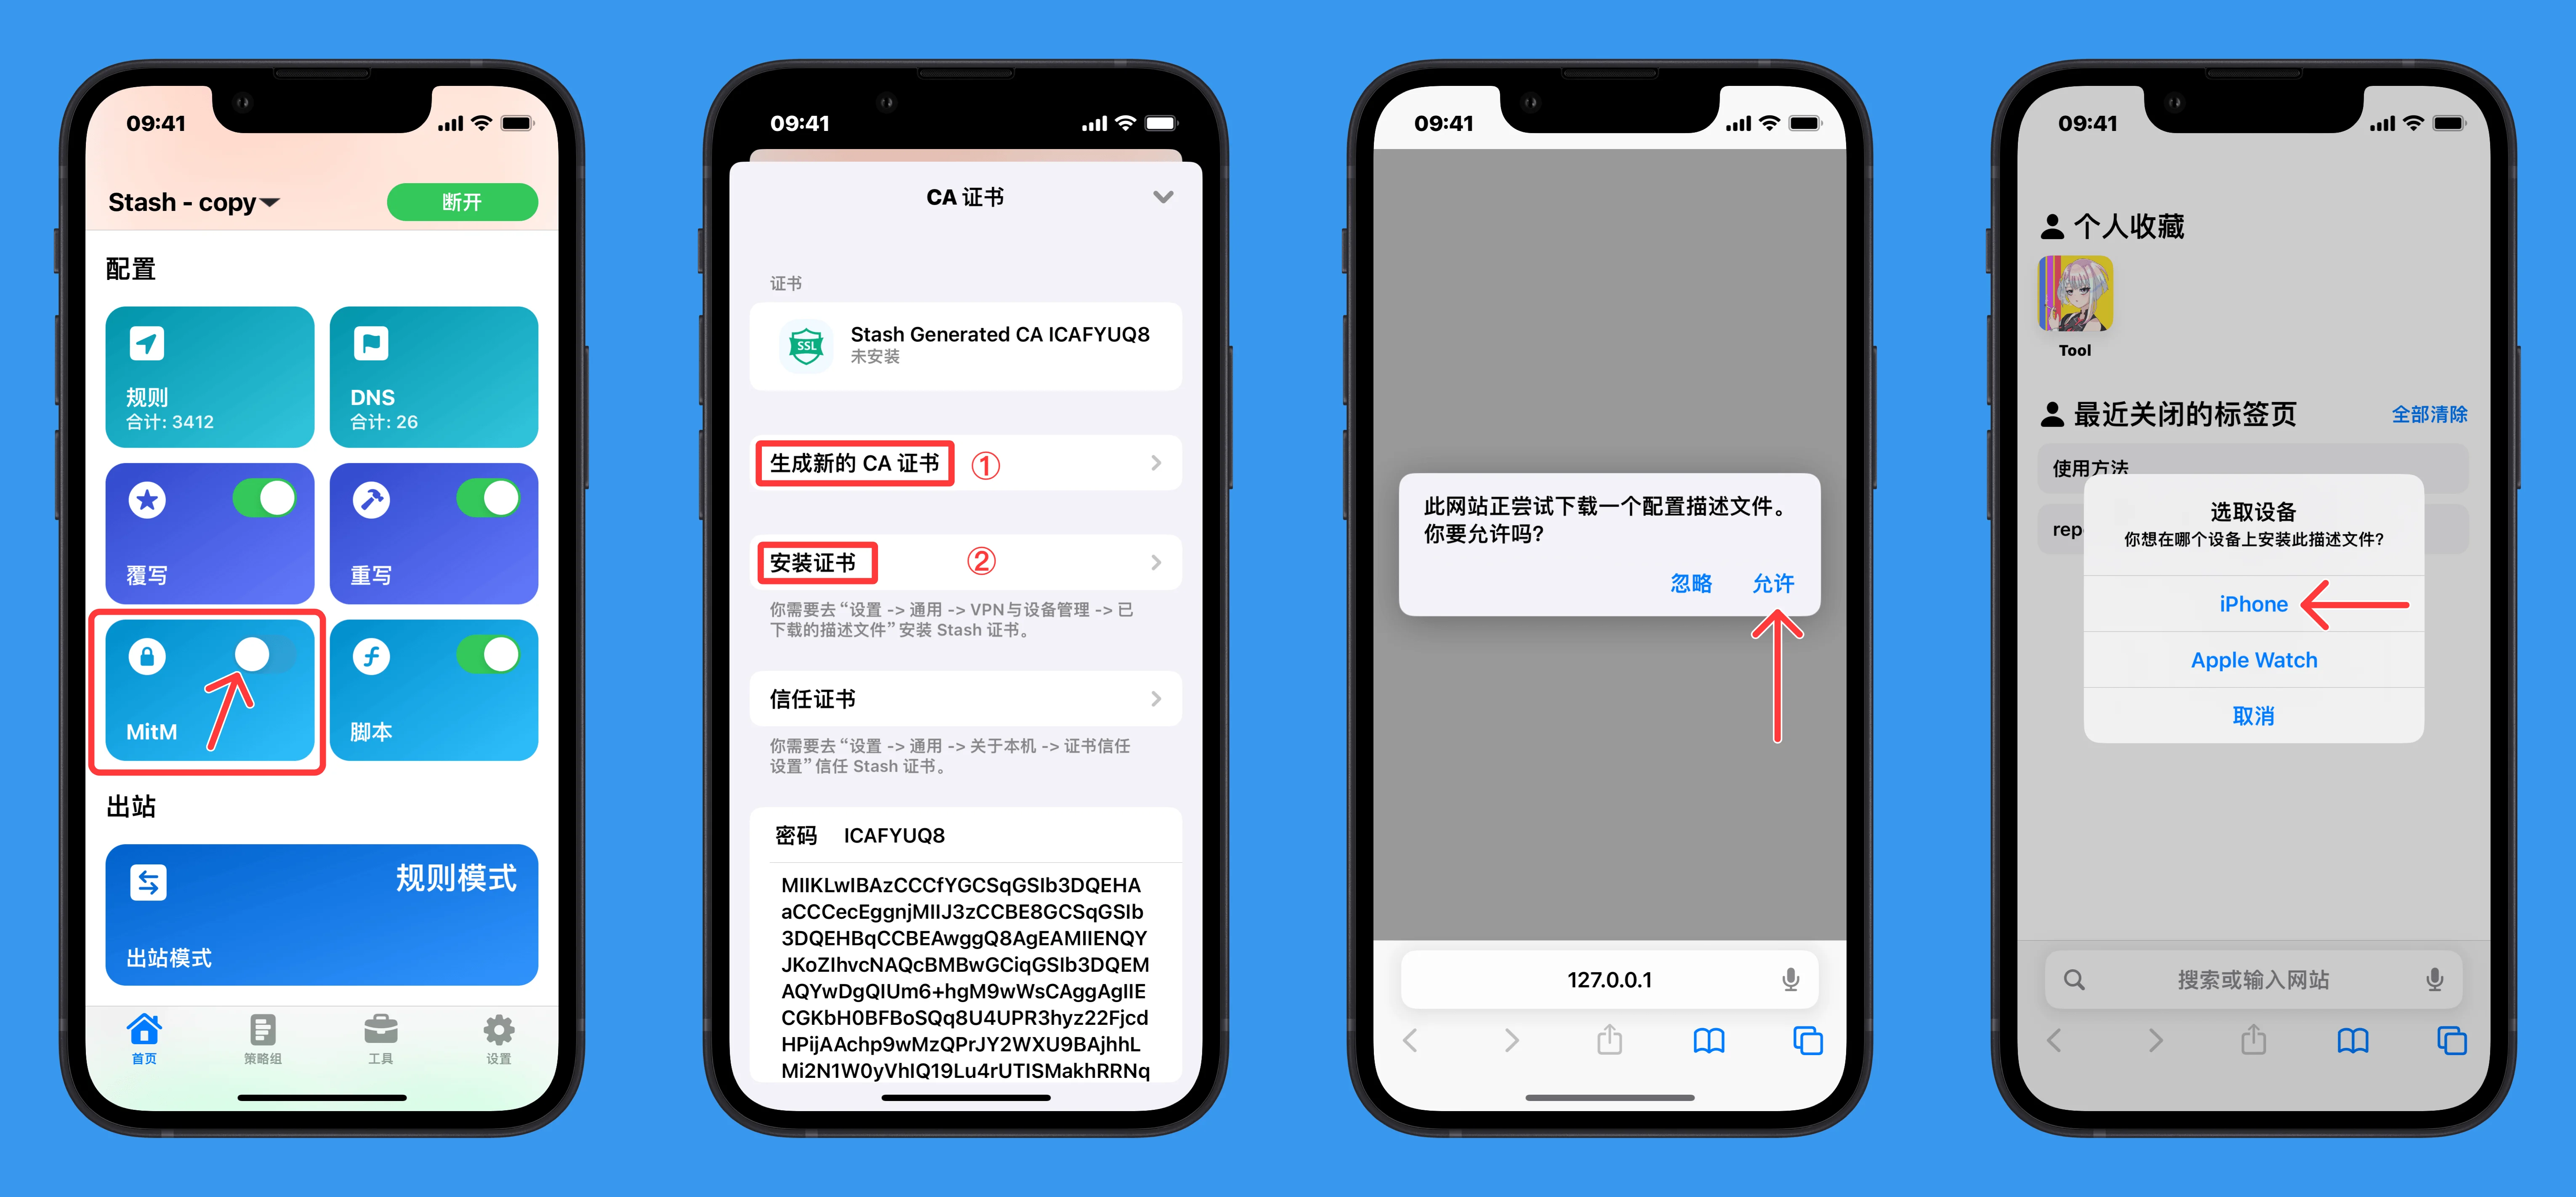 09:41
Stash - copy
断开
配置
规则
合计: 3412
DNS
合计: 26
覆写
重写
MitM
脚本
出站
规则模式
出站模式
首页
策略组
工具
设置
09:41
CA 证书
证书
SSL
Stash Generated CA ICAFYUQ8
未安装
生成新的 CA 证书 ①
安装证书 ②
你需要去“设置 -> 通用 -> VPN与设备管理 -> 已
下载的描述文件”安装 Stash 证书。
信任证书
你需要去“设置 -> 通用 -> 关于本机 -> 证书信任
设置”信任 Stash 证书。
密码 ICAFYUQ8
MIIKLwIBAzCCCfYGCSqGSIb3DQEHA
aCCCecEggnjMIIJ3zCCBE8GCSqGSIb
3DQEHBqCCBEAwggQ8AgEAMIIENQY
JKoZIhvcNAQcBMBwGCiqGSIb3DQEM
AQYwDgQIUm6+hgM9wWsCAggAgIIE
CGKbH0BFBoSQq8U4UPR3hyz22Fjcd
HPijAAchp9wMzQPrJY2WXU9BAjhhL
Mi2N1W0yVhIQ19Lu4rUTISMakhRRNq
09:41
此网站正尝试下载一个配置描述文件。
你要允许吗?
忽略
允许
127.0.0.1
09:41
个人收藏
Tool
最近关闭的标签页
全部清除
使用方法
rep
选取设备
你想在哪个设备上安装此描述文件?
iPhone
Apple Watch
取消
搜索或输入网站